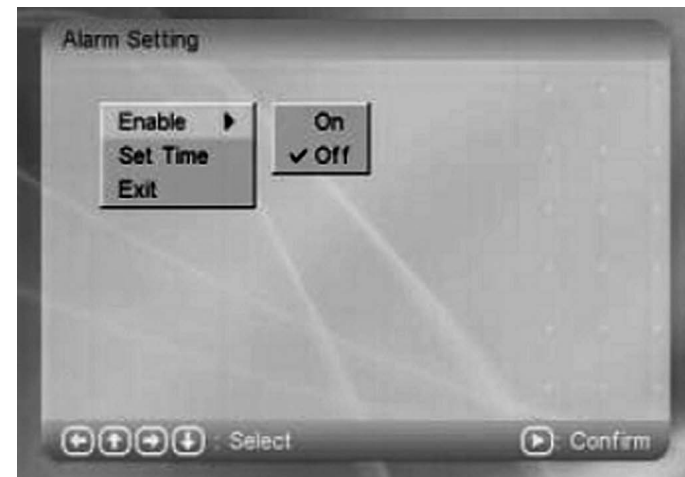 Alarm Setting
Enable
On
Set Time
✓ Off
Exit
: Select
: Confirm